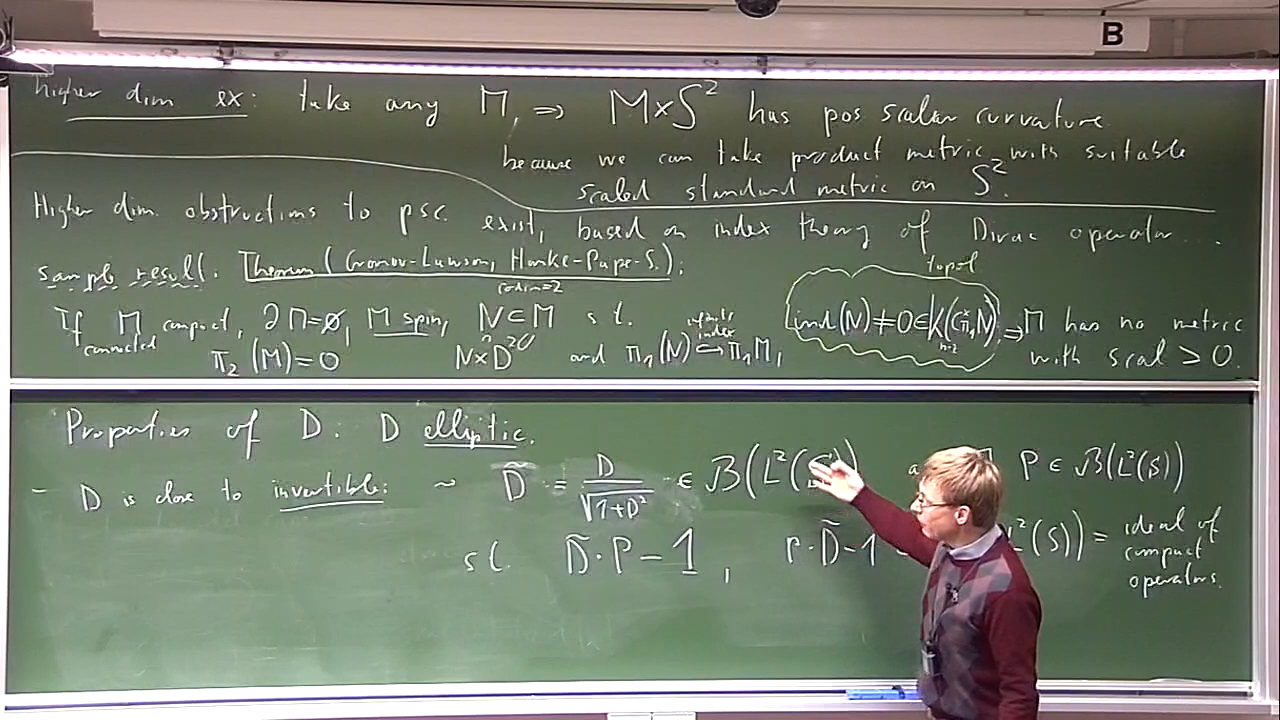 B
higher dim ex: take any M, ⇒ M×S² has pos scalar curvature
because we can take product metric with suitable
scaled standard metric on S².
Higher dim. obstructions to psc exist, based on index theory of Dirac operator...
sample result. Theorem (Gromov-Lawson, Hanke-Pape-S.):
codim=2
topol
If M compact, ∂M=∅, M spin, N⊂M s.t. ind(N)≠0∈K(C*π₁N) ⇒ M has no metric
connected
π₂(M)=0 N×D² and π₁(N) ↪ π₁M, with scal > 0.
index
Properties of D: D elliptic.
- D is close to invertible: ~ D̃ := D/√(1+D²) ∈ B(L²(S)) P ∈ B(L²(S))
s.t. D̃·P-1, P·D̃-1 L²(S)) = ideal of
compact
operators.